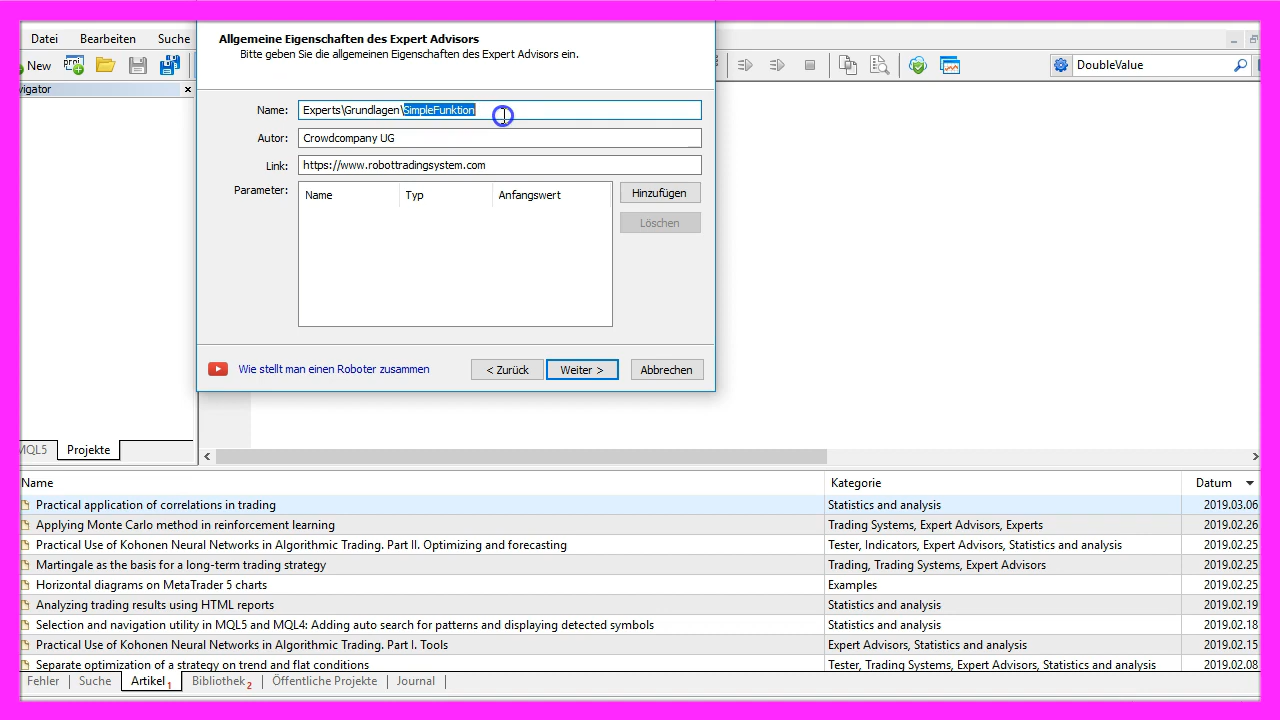 Datei Bearbeiten Suche
New
DoubleValue
vigator
Allgemeine Eigenschaften des Expert Advisors
Bitte geben Sie die allgemeinen Eigenschaften des Expert Advisors ein.
Name: Experts\Grundlagen\SimpleFunktion
Autor: Crowdcompany UG
Link: https://www.robottradingsystem.com
Parameter: Name Typ Anfangswert
Hinzufügen
Löschen
Wie stellt man einen Roboter zusammen
< Zurück Weiter > Abbrechen
MQL5 Projekte
Name Kategorie Datum
Practical application of correlations in trading Statistics and analysis 2019.03.06
Applying Monte Carlo method in reinforcement learning Trading Systems, Expert Advisors, Experts 2019.02.26
Practical Use of Kohonen Neural Networks in Algorithmic Trading. Part II. Optimizing and forecasting Tester, Indicators, Expert Advisors, Statistics and analysis 2019.02.25
Martingale as the basis for a long-term trading strategy Trading, Trading Systems, Expert Advisors 2019.02.25
Horizontal diagrams on MetaTrader 5 charts Examples 2019.02.25
Analyzing trading results using HTML reports Statistics and analysis 2019.02.19
Selection and navigation utility in MQL5 and MQL4: Adding auto search for patterns and displaying detected symbols Statistics and analysis 2019.02.18
Practical Use of Kohonen Neural Networks in Algorithmic Trading. Part I. Tools Expert Advisors, Statistics and analysis 2019.02.15
Separate optimization of a strategy on trend and flat conditions Tester, Trading Systems, Expert Advisors, Statistics and analysis 2019.02.08
Fehler Suche Artikel 1 Bibliothek 2 Öffentliche Projekte Journal